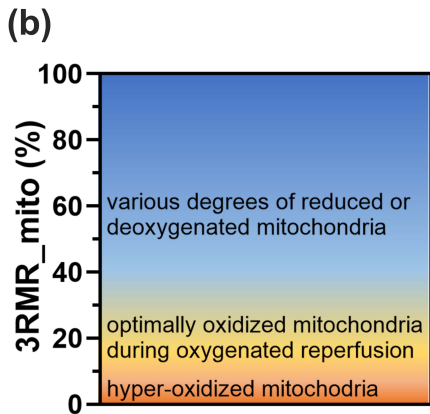 (b)
3RMR_mito (%)
100
80
60
40
20
0
various degrees of reduced or
deoxygenated mitochondria
optimally oxidized mitochondria
during oxygenated reperfusion
hyper-oxidized mitochodria